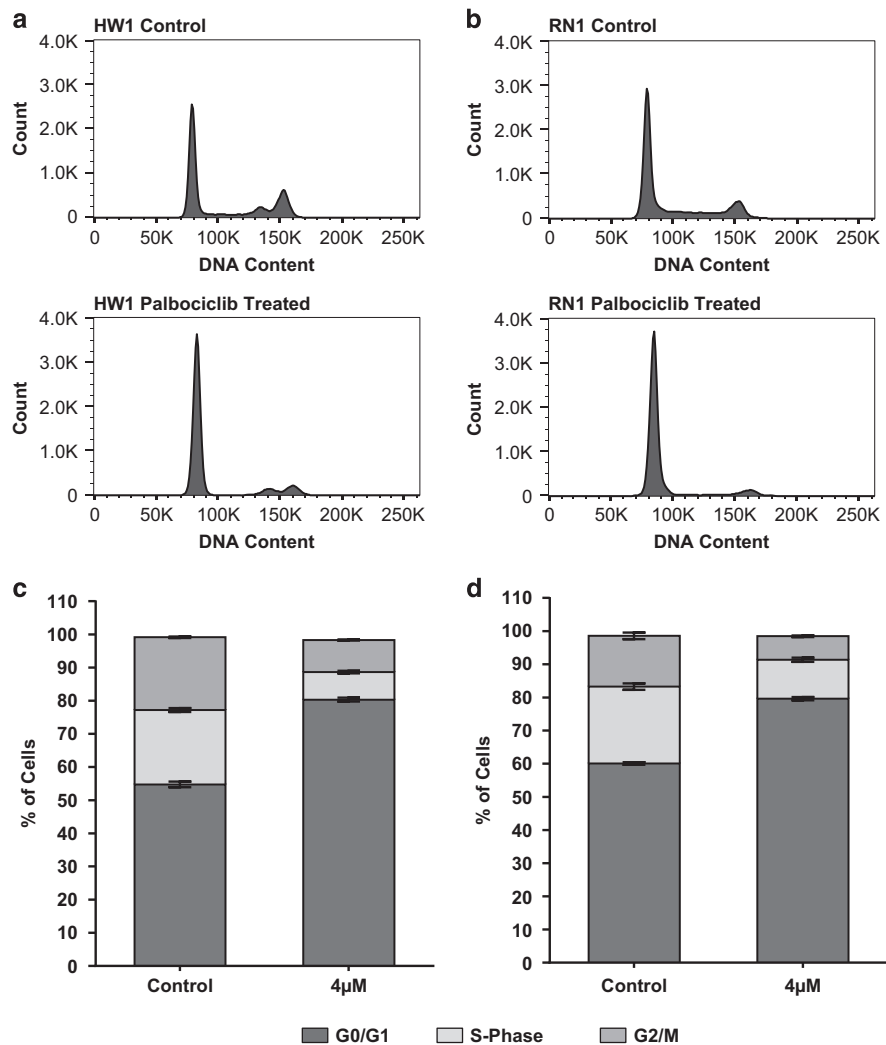 a
HW1 Control
4.0K
3.0K
2.0K
1.0K
0
Count
0 50K 100K 150K 200K 250K
DNA Content
HW1 Palbociclib Treated
4.0K
3.0K
2.0K
1.0K
0
Count
0 50K 100K 150K 200K 250K
DNA Content
b
RN1 Control
4.0K
3.0K
2.0K
1.0K
0
Count
0 50K 100K 150K 200K 250K
DNA Content
RN1 Palbociclib Treated
4.0K
3.0K
2.0K
1.0K
0
Count
0 50K 100K 150K 200K 250K
DNA Content
c
110
100
90
80
70
60
50
40
30
20
10
0
% of Cells
Control 4µM
d
110
100
90
80
70
60
50
40
30
20
10
0
% of Cells
Control 4µM
G0/G1 S-Phase G2/M